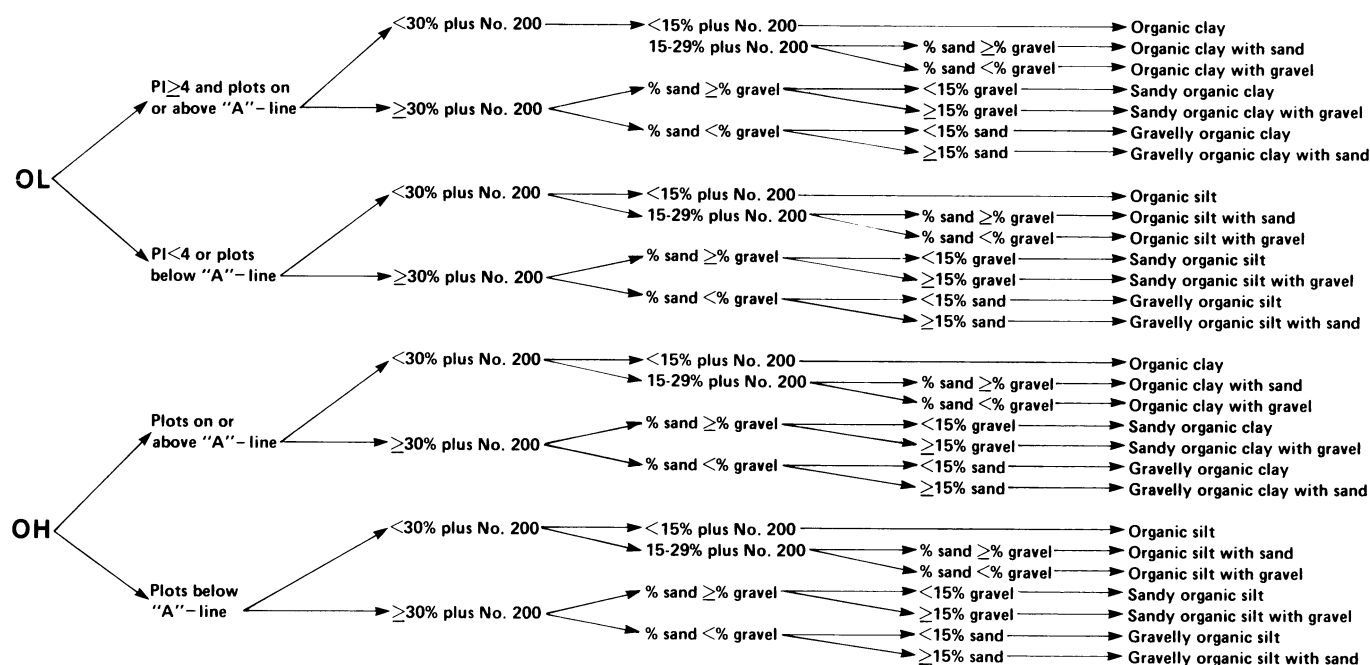 <30% plus No. 200 <15% plus No. 200 Organic clay
15-29% plus No. 200 % sand ≥% gravel Organic clay with sand
% sand <% gravel Organic clay with gravel
PI≥4 and plots on
or above "A"-line
≥30% plus No. 200 % sand ≥% gravel <15% gravel Sandy organic clay
≥15% gravel Sandy organic clay with gravel
% sand <% gravel <15% sand Gravelly organic clay
≥15% sand Gravelly organic clay with sand
OL
<30% plus No. 200 <15% plus No. 200 Organic silt
15-29% plus No. 200 % sand ≥% gravel Organic silt with sand
% sand <% gravel Organic silt with gravel
PI<4 or plots
below "A"-line
≥30% plus No. 200 % sand ≥% gravel <15% gravel Sandy organic silt
≥15% gravel Sandy organic silt with gravel
% sand <% gravel <15% sand Gravelly organic silt
≥15% sand Gravelly organic silt with sand
<30% plus No. 200 <15% plus No. 200 Organic clay
15-29% plus No. 200 % sand ≥% gravel Organic clay with sand
% sand <% gravel Organic clay with gravel
Plots on or
above "A"-line
≥30% plus No. 200 % sand ≥% gravel <15% gravel Sandy organic clay
≥15% gravel Sandy organic clay with gravel
% sand <% gravel <15% sand Gravelly organic clay
≥15% sand Gravelly organic clay with sand
OH
<30% plus No. 200 <15% plus No. 200 Organic silt
15-29% plus No. 200 % sand ≥% gravel Organic silt with sand
% sand <% gravel Organic silt with gravel
Plots below
"A"-line
≥30% plus No. 200 % sand ≥% gravel <15% gravel Sandy organic silt
≥15% gravel Sandy organic silt with gravel
% sand <% gravel <15% sand Gravelly organic silt
≥15% sand Gravelly organic silt with sand